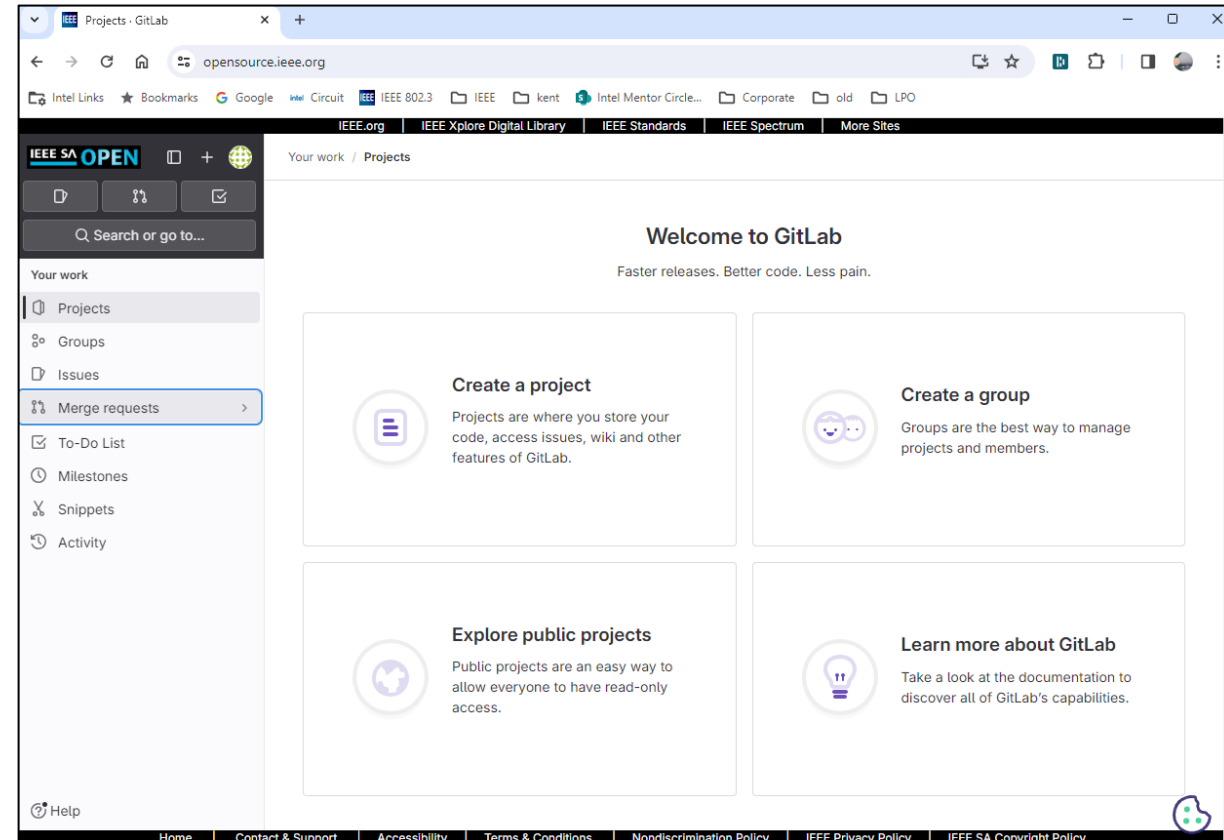 IEEE Projects · GitLab
opensource.ieee.org
Intel Links Bookmarks Google intel Circuit IEEE IEEE 802.3 IEEE kent Intel Mentor Circle... Corporate old LPO
IEEE.org | IEEE Xplore Digital Library | IEEE Standards | IEEE Spectrum | More Sites
IEEE SA OPEN
Your work / Projects
Search or go to...
Your work
Projects
Groups
Issues
Merge requests
To-Do List
Milestones
Snippets
Activity
Help
Welcome to GitLab
Faster releases. Better code. Less pain.
Create a project
Projects are where you store your
code, access issues, wiki and other
features of GitLab.
Create a group
Groups are the best way to manage
projects and members.
Explore public projects
Public projects are an easy way to
allow everyone to have read-only
access.
Learn more about GitLab
Take a look at the documentation to
discover all of GitLab's capabilities.
Home | Contact & Support | Accessibility | Terms & Conditions | Nondiscrimination Policy | IEEE Privacy Policy | IEEE SA Copyright Policy